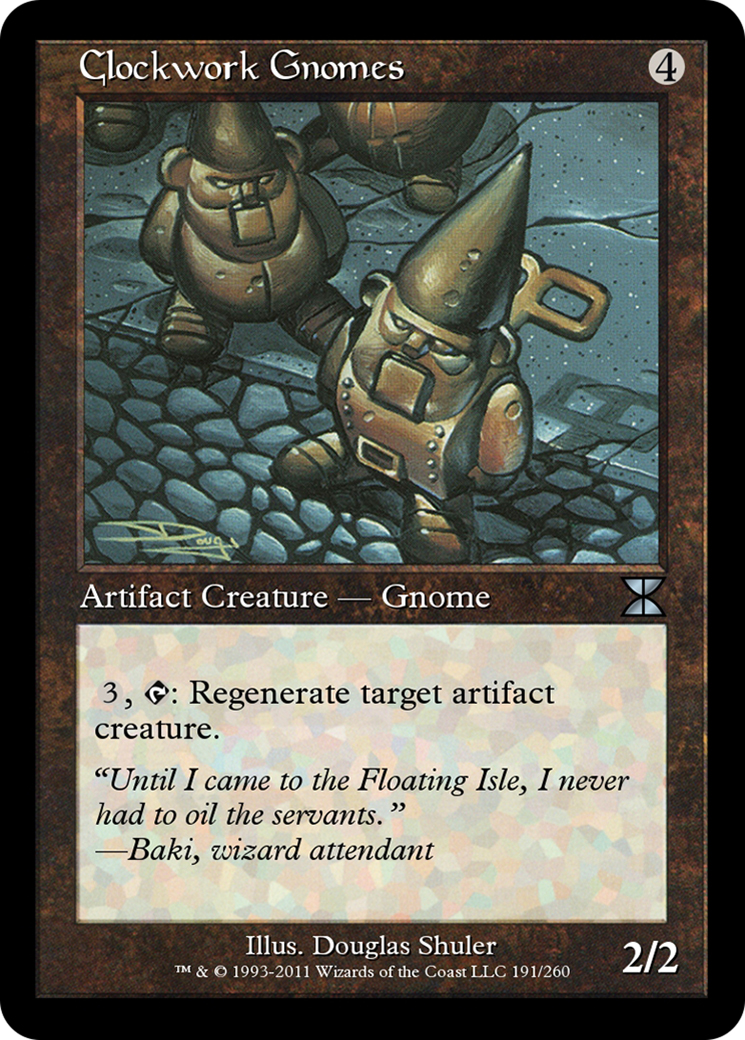 Clockwork Gnomes 4
Doug S
Artifact Creature — Gnome
3, : Regenerate target artifact
creature.
“Until I came to the Floating Isle, I never
had to oil the servants.”
—Baki, wizard attendant
Illus. Douglas Shuler
™ & © 1993-2011 Wizards of the Coast LLC 191/260
2/2